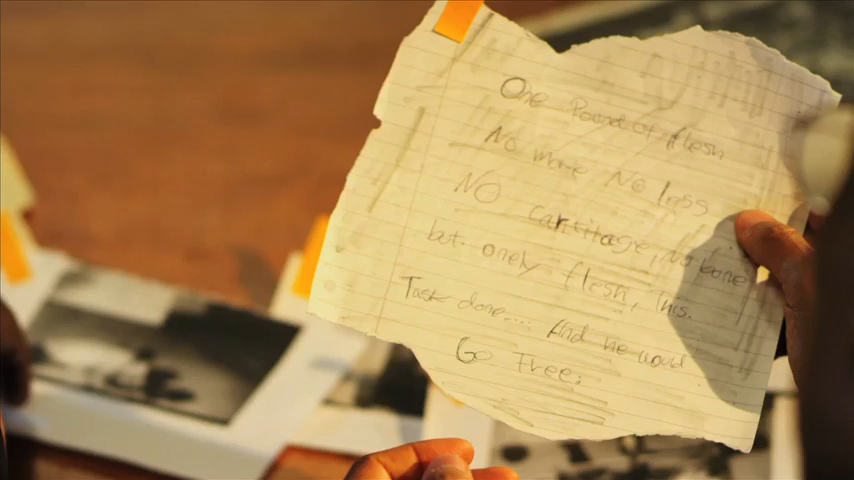 One Pound of flesh
No more No less
NO cartilage, No bone
but onely flesh, This.
Task done.... And he would
Go Free.